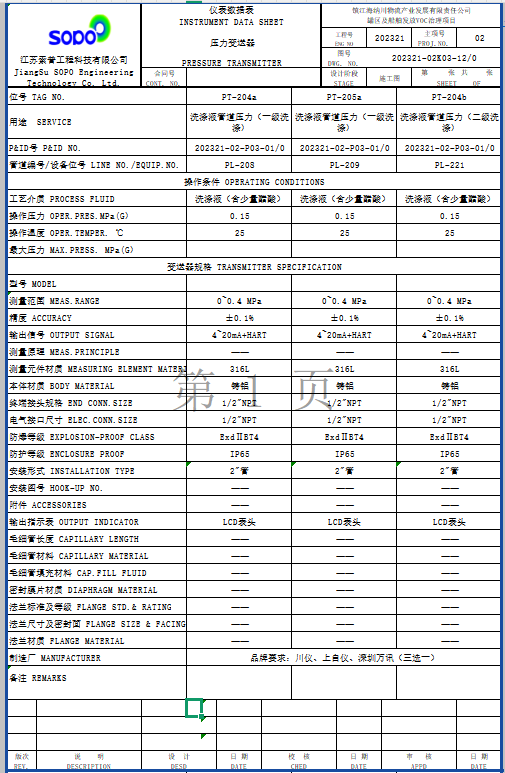 SOPO
江苏索普工程科技有限公司
JiangSu SOPO Engineering
Technology Co. Ltd.
仪表数据表
INSTRUMENT DATA SHEET
压力变送器
PRESSURE TRANSMITTER
合同号
CONT. NO.
镇江海纳川物流产业发展有限责任公司
罐区及船舶发放VOC治理项目
工程号
ENG NO
202321
主项号
PROJ.NO.
02
图号
DWG. NO.
202321-02K03-12/0
设计阶段
STAGE
施工图
第 张 共 张
SHEET OF
位号 TAG NO. PT-204a PT-205a PT-204b
用途 SERVICE 洗涤液管道压力（一级洗涤） 洗涤液管道压力（一级洗涤） 洗涤液管道压力（二级洗涤）
P&ID号 P&ID NO. 202321-02-P03-01/0 202321-02-P03-01/0 202321-02-P03-01/0
管道编号/设备位号 LINE NO./EQUIP.NO. PL-208 PL-209 PL-221
操作条件 OPERATING CONDITIONS
工艺介质 PROCESS FLUID 洗涤液（含少量醋酸） 洗涤液（含少量醋酸） 洗涤液（含少量醋酸）
操作压力 OPER.PRES.MPa(G) 0.15 0.15 0.15
操作温度 OPER.TEMPER. ℃ 25 25 25
最大压力 MAX.PRESS. MPa(G)
变送器规格 TRANSMITTER SPECIFICATION
型号 MODEL
测量范围 MEAS.RANGE 0~0.4 MPa 0~0.4 MPa 0~0.4 MPa
精度 ACCURACY ±0.1% ±0.1% ±0.1%
输出信号 OUTPUT SIGNAL 4~20mA+HART 4~20mA+HART 4~20mA+HART
测量原理 MEAS.PRINCIPLE —— —— ——
测量元件材质 MEASURING ELEMENT MATERI 316L 316L 316L
本体材质 BODY MATERIAL 铸铝 铸铝 铸铝
第 1 页
终端接头规格 END CONN.SIZE 1/2"NPT 1/2"NPT 1/2"NPT
电气接口尺寸 ELEC.CONN.SIZE 1/2"NPT 1/2"NPT 1/2"NPT
防爆等级 EXPLOSION-PROOF CLASS ExdⅡBT4 ExdⅡBT4 ExdⅡBT4
防护等级 ENCLOSURE PROOF IP65 IP65 IP65
安装形式 INSTALLATION TYPE 2"管 2"管 2"管
安装图号 HOOK-UP NO. —— —— ——
附件 ACCESSORIES —— —— ——
输出指示表 OUTPUT INDICATOR LCD表头 LCD表头 LCD表头
毛细管长度 CAPILLARY LENGTH —— —— ——
毛细管材料 CAPILLARY MATERIAL —— —— ——
毛细管填充材料 CAP.FILL FLUID —— —— ——
密封膜片材质 DIAPHRAGM MATERIAL —— —— ——
法兰标准及等级 FLANGE STD.& RATING —— —— ——
法兰尺寸及密封面 FLANGE SIZE & FACING —— —— ——
法兰材质 FLANGE MATERIAL —— —— ——
制造厂 MANUFACTURER 品牌要求：川仪、上自仪、深圳万讯（三选一）
备注 REMARKS
版次 说 明 设 计 日 期 校 核 日 期 审 核 日 期
REV. DESCRIPTION DESD DATE CHED DATE APPD DATE